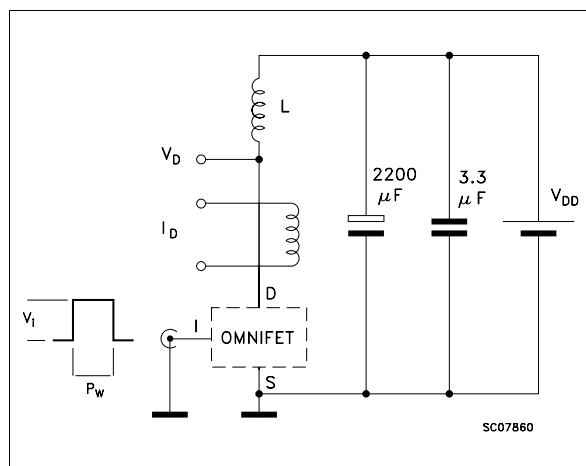 L
V_D
2200
μF
3.3
μF
V_DD
I_D
D
V_i
I
OMNIFET
P_W
S
SC07860